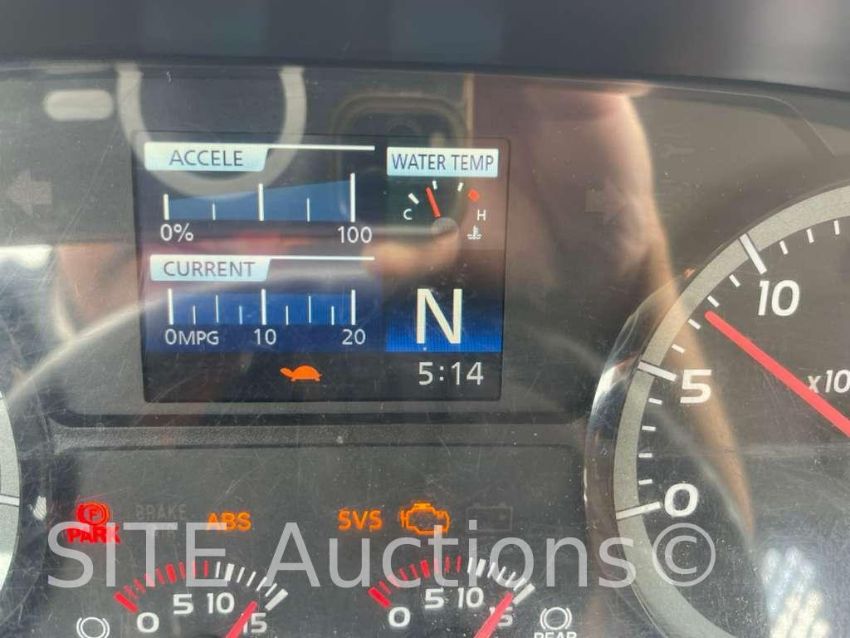 ACCELE WATER TEMP
C H
0% 100
CURRENT
N
0MPG 10 20
5:14
10
x10
5
0
P
PARK BRAKE ABS SVS
SITE Auctions©
0 5 10 15 0 5 10 15
REAR